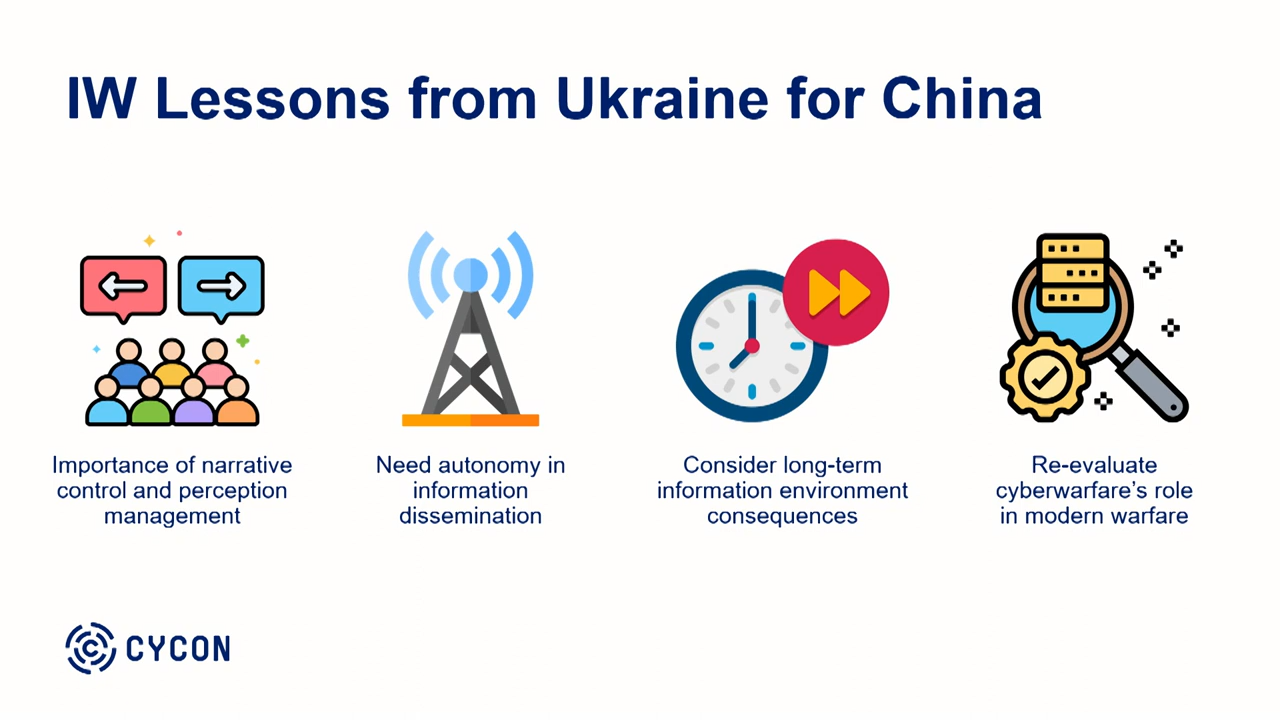 IW Lessons from Ukraine for China
Importance of narrative
control and perception
management
Need autonomy in
information
dissemination
Consider long-term
information environment
consequences
Re-evaluate
cyberwarfare's role
in modern warfare
CYCON